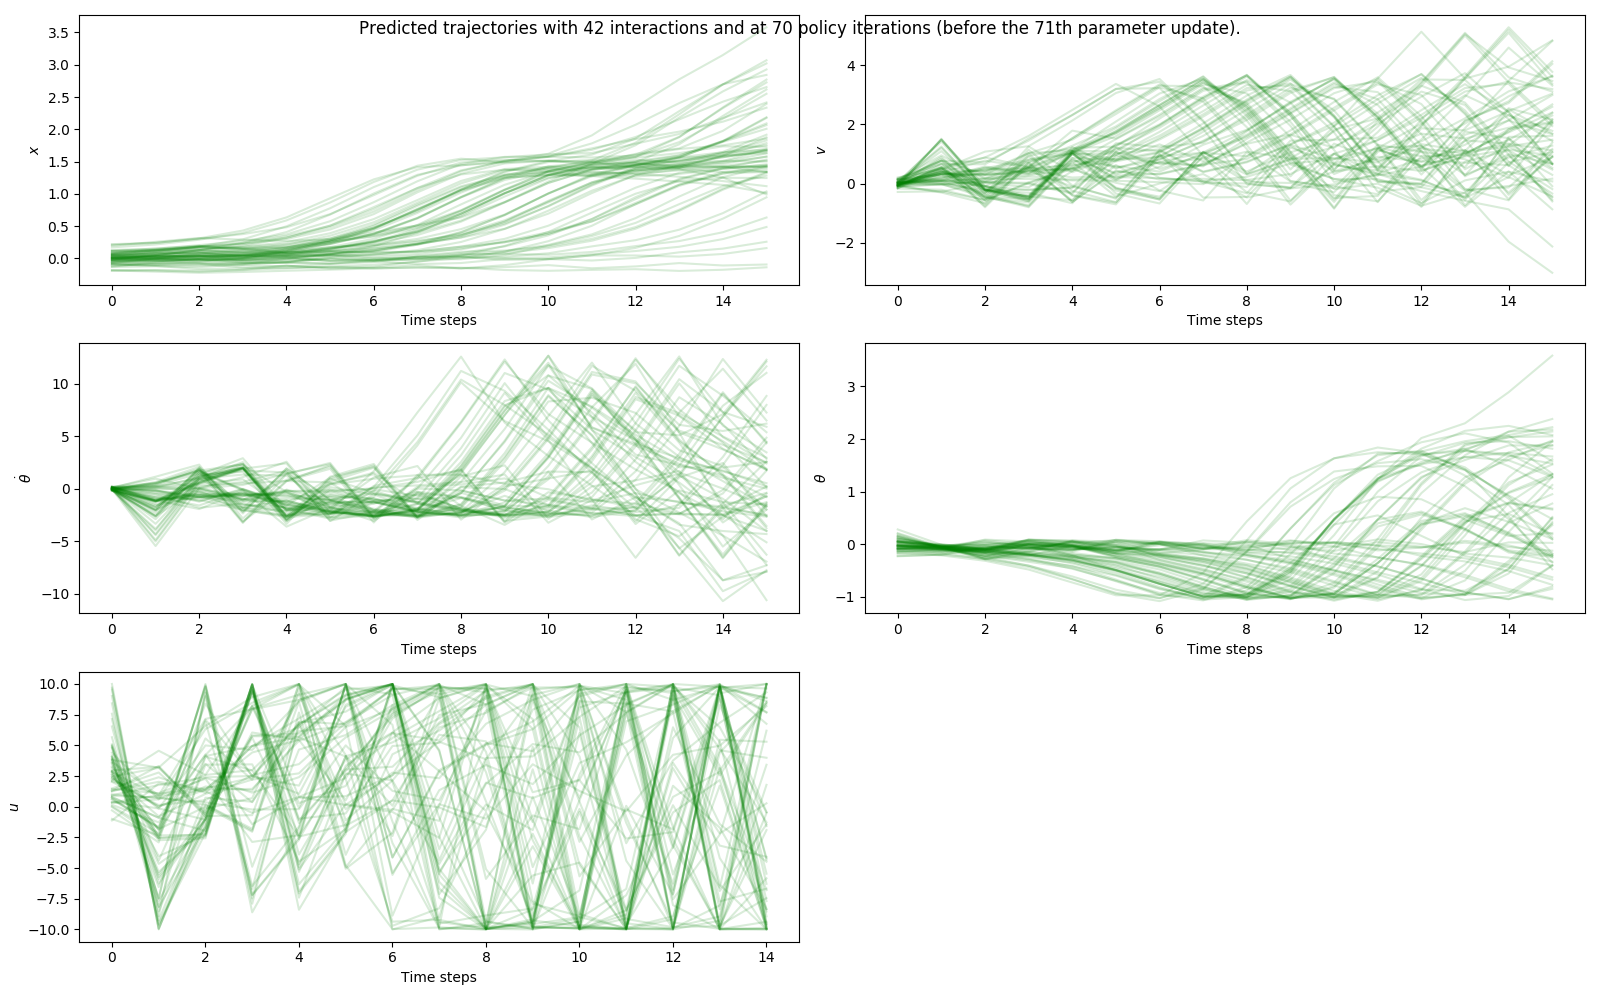 Predicted trajectories with 42 interactions and at 70 policy iterations (before the 71th parameter update).
3.5
3.0
2.5
2.0
1.5
1.0
0.5
0.0
x
0 2 4 6 8 10 12 14
Time steps
4
2
0
−2
v
0 2 4 6 8 10 12 14
Time steps
10
5
0
−5
−10
θ̇
0 2 4 6 8 10 12 14
Time steps
3
2
1
0
−1
θ
0 2 4 6 8 10 12 14
Time steps
10.0
7.5
5.0
2.5
0.0
−2.5
−5.0
−7.5
−10.0
u
0 2 4 6 8 10 12 14
Time steps